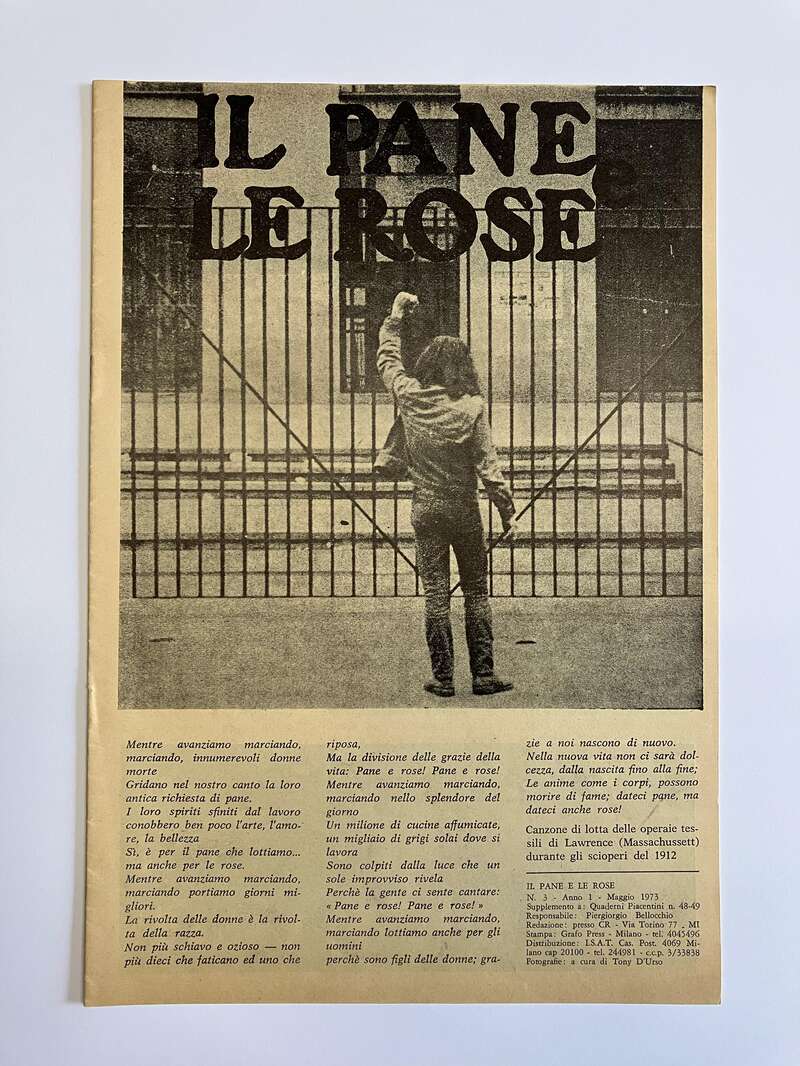 IL PANE e
LE ROSE
Mentre avanziamo marciando,
marciando, innumerevoli donne
morte
Gridano nel nostro canto la loro
antica richiesta di pane.
I loro spiriti sfiniti dal lavoro
conobbero ben poco l'arte, l'amo-
re, la bellezza
Sì, è per il pane che lottiamo...
ma anche per le rose.
Mentre avanziamo marciando,
marciando portiamo giorni mi-
gliori.
La rivolta delle donne è la rivol-
ta della razza.
Non più schiavo e ozioso — non
più dieci che faticano ed uno che
riposa,
Ma la divisione delle grazie della
vita: Pane e rose! Pane e rose!
Mentre avanziamo marciando,
marciando nello splendore del
giorno
Un milione di cucine affumicate,
un migliaio di grigi solai dove si
lavora
Sono colpiti dalla luce che un
sole improvviso rivela
Perchè la gente ci sente cantare:
« Pane e rose! Pane e rose! »
Mentre avanziamo marciando,
marciando lottiamo anche per gli
uomini
perchè sono figli delle donne; gra-
zie a noi nascono di nuovo.
Nella nuova vita non ci sarà dol-
cezza, dalla nascita fino alla fine;
Le anime come i corpi, possono
morire di fame; dateci pane, ma
dateci anche rose!
Canzone di lotta delle operaie tes-
sili di Lawrence (Massachussett)
durante gli scioperi del 1912
IL PANE E LE ROSE
N. 3 - Anno 1 - Maggio 1973
Supplemento a: Quaderni Piacentini n. 48-49
Responsabile: Piergiorgio Bellocchio
Redazione: presso CR - Via Torino 77 , MI
Stampa: Grafo Press - Milano - tel. 4045496
Distribuzione: I.S.A.T. Cas. Post. 4069 Mi-
lano cap 20100 - tel. 244981 - c.c.p. 3/33838
Fotografie: a cura di Tony D'Urso